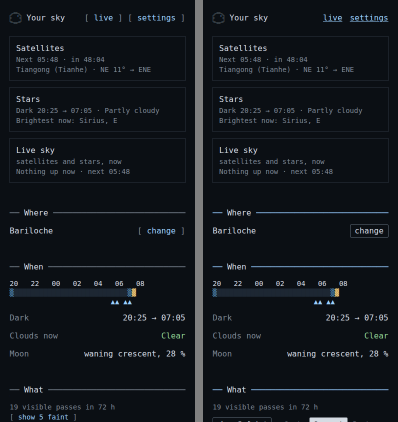 Your sky [ live ] [ settings ]
Satellites
Next 05:48 · in 48:04
Tiangong (Tianhe) · NE 11° → ENE
Stars
Dark 20:25 → 07:05 · Partly cloudy
Brightest now: Sirius, E
Live sky
satellites and stars, now
Nothing up now · next 05:48
Where
Bariloche [ change ]
When
20 22 00 02 04 06 08
Dark 20:25 → 07:05
Clouds now Clear
Moon waning crescent, 28 %
What
19 visible passes in 72 h
[ show 5 faint ]
Your sky live settings
Satellites
Next 05:48 · in 48:04
Tiangong (Tianhe) · NE 11° → ENE
Stars
Dark 20:25 → 07:05 · Partly cloudy
Brightest now: Sirius, E
Live sky
satellites and stars, now
Nothing up now · next 05:48
Where
Bariloche change
When
20 22 00 02 04 06 08
Dark 20:25 → 07:05
Clouds now Clear
Moon waning crescent, 28 %
What
19 visible passes in 72 h